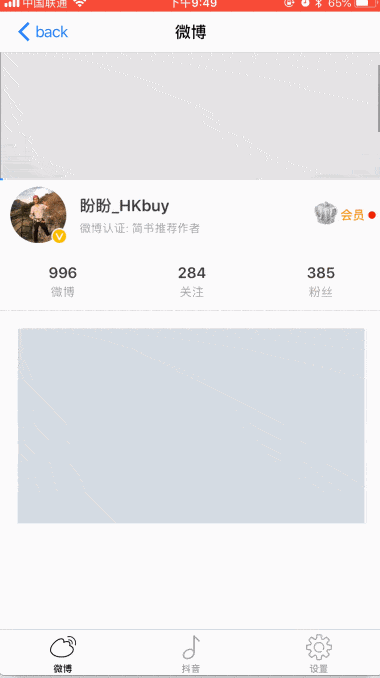 中国联通 下午9:49 65%
back 微博
盼盼_HKbuy
微博认证: 简书推荐作者
会员
996 284 385
微博 关注 粉丝
微博 抖音 设置